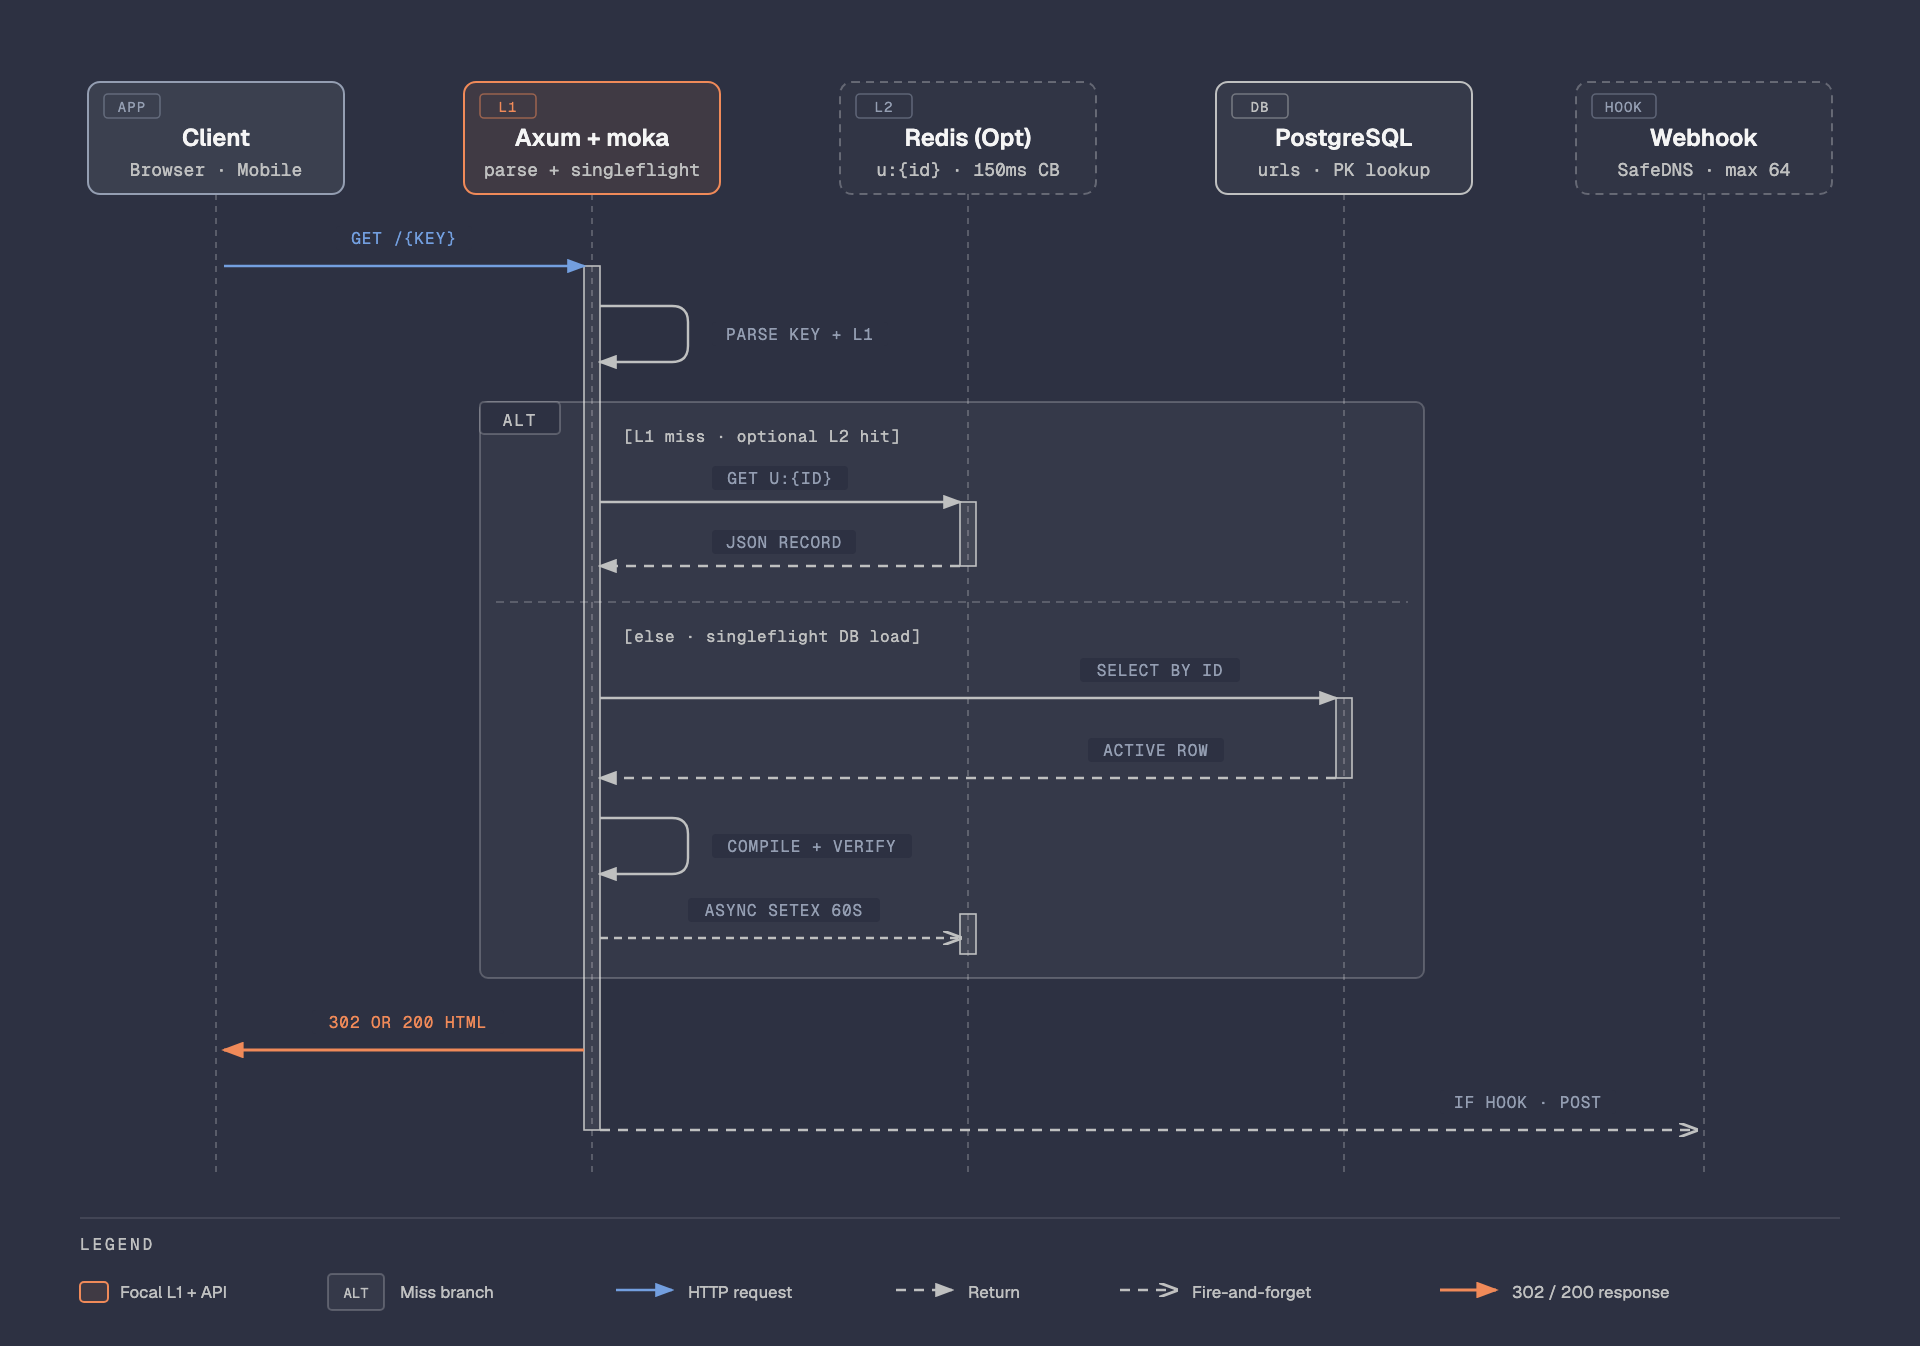 APP
Client
Browser · Mobile
L1
Axum + moka
parse + singleflight
L2
Redis (Opt)
u:{id} · 150ms CB
DB
PostgreSQL
urls · PK lookup
HOOK
Webhook
SafeDNS · max 64
GET /{KEY}
PARSE KEY + L1
ALT
[L1 miss · optional L2 hit]
GET U:{ID}
JSON RECORD
[else · singleflight DB load]
SELECT BY ID
ACTIVE ROW
COMPILE + VERIFY
ASYNC SETEX 60S
302 OR 200 HTML
IF HOOK · POST
LEGEND
Focal L1 + API
ALT
Miss branch
HTTP request
Return
Fire-and-forget
302 / 200 response